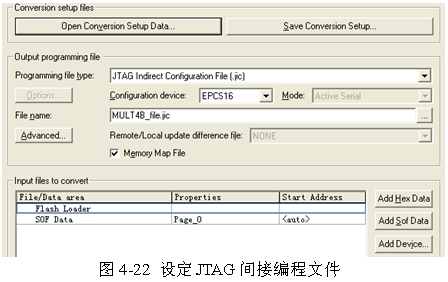 Conversion setup files
Open Conversion Setup Data...
Save Conversion Setup...
Output programming file
Programming file type:
JTAG Indirect Configuration File (.jic)
Options...
Configuration device:
EPCS16
Mode:
Active Serial
File name:
MULT4B_file.jic
...
Advanced...
Remote/Local update difference file:
NONE
Memory Map File
Input files to convert
File/Data area
Properties
Start Address
Add Hex Data
Flash Loader
SOF Data
Page_0
<auto>
Add Sof Data
Add Device...
图 4-22 设定 JTAG 间接编程文件